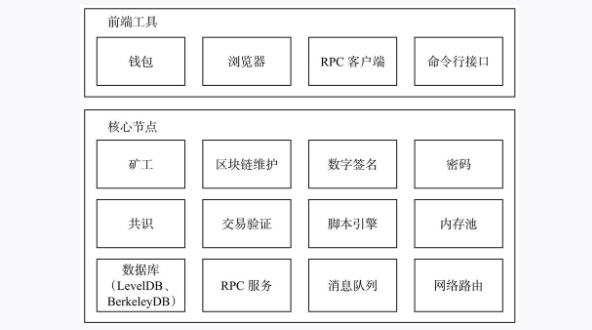 前端工具
钱包
浏览器
RPC 客户端
命令行接口
核心节点
矿工
区块链维护
数字签名
密码
共识
交易验证
脚本引擎
内存池
数据库
（LevelDB、
BerkeleyDB）
RPC 服务
消息队列
网络路由